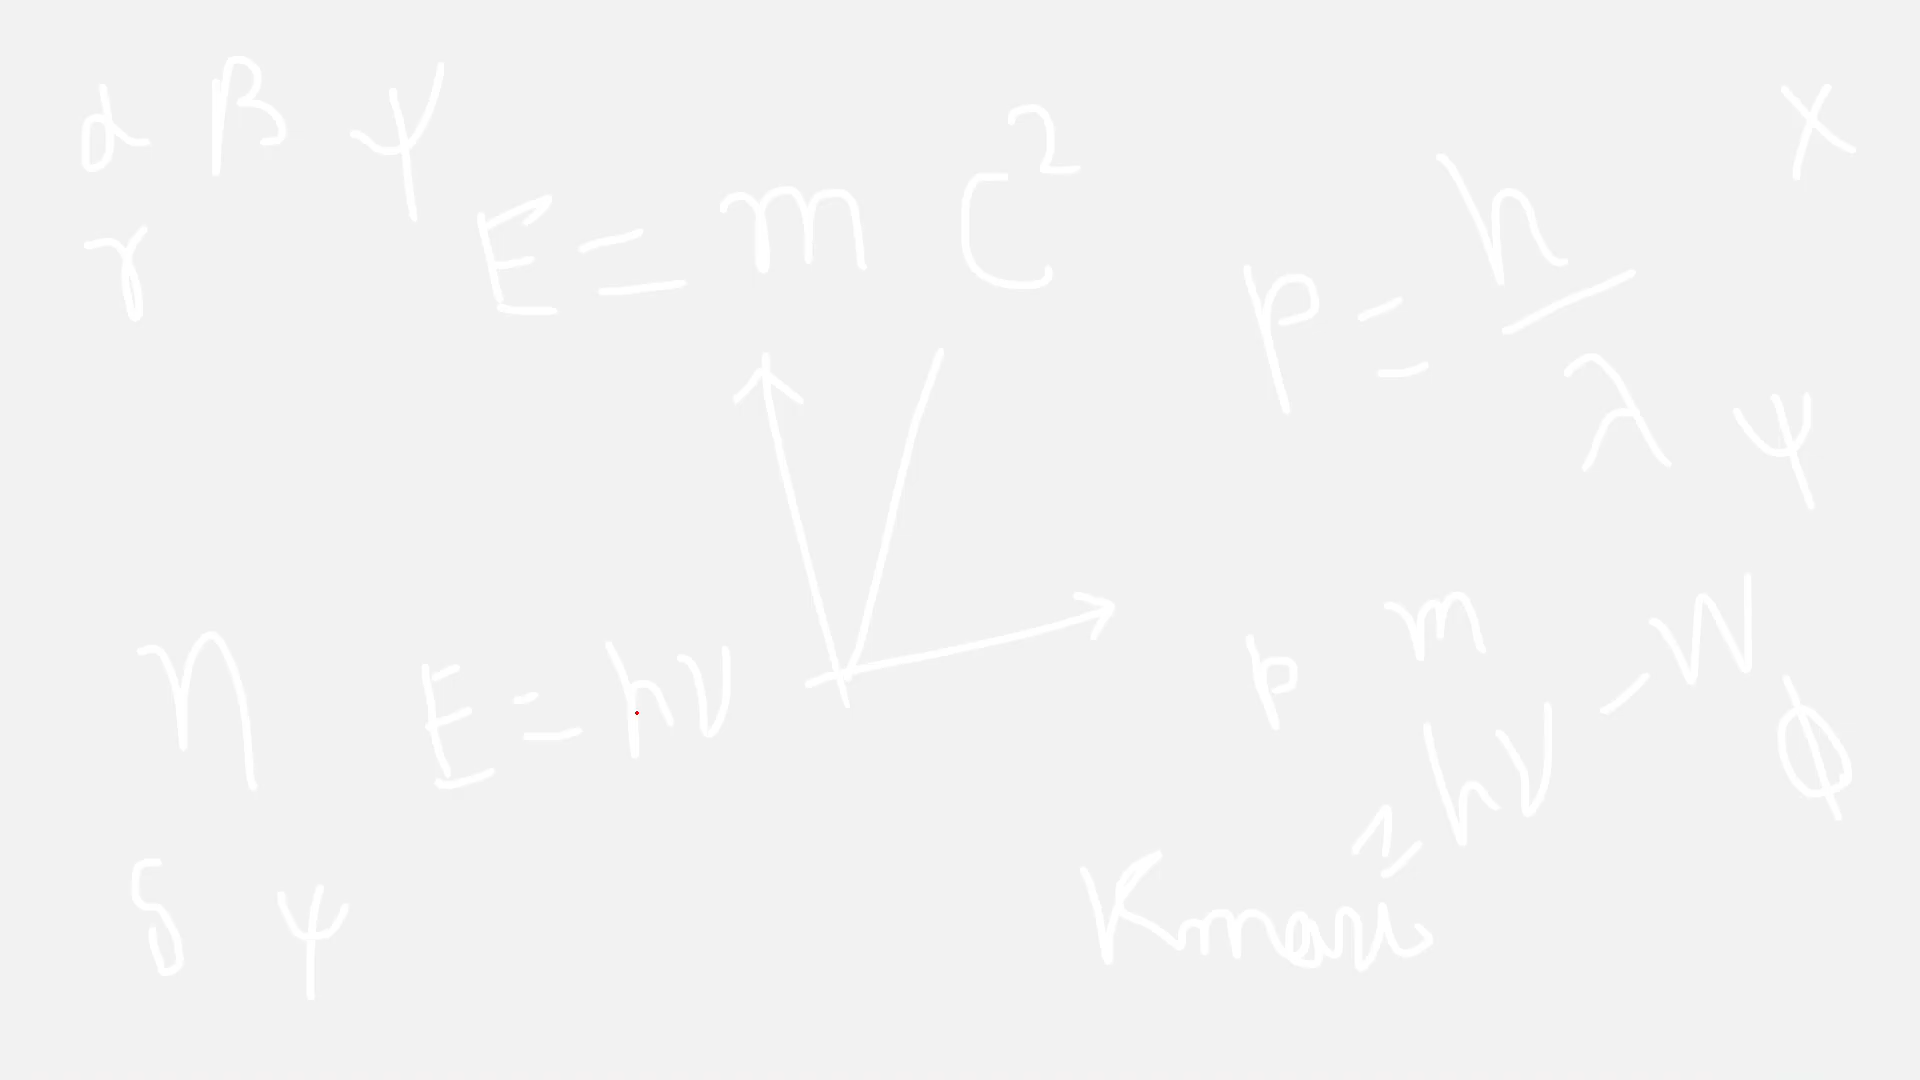 α β ψ
γ
E = mc²
p = h/λ
x
ψ
η
E = hν
p m
Kmax = hν - W
φ
δ ψ